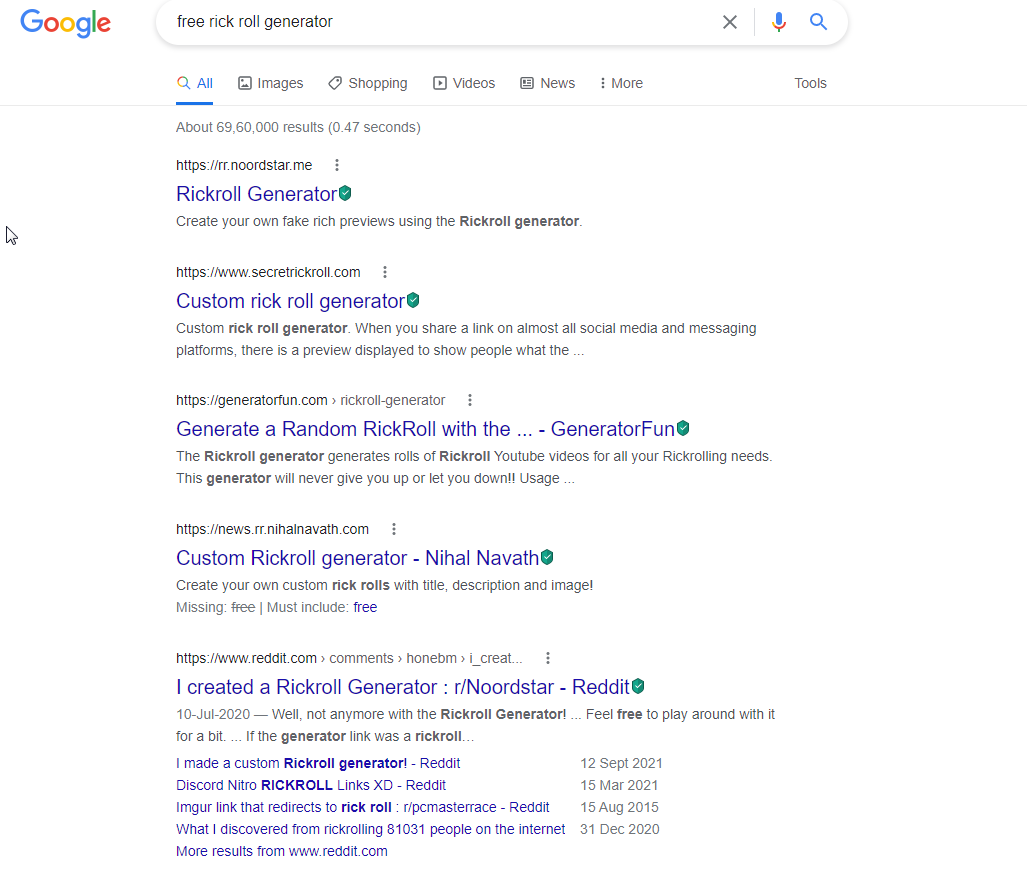 Google
free rick roll generator
All Images Shopping Videos News More Tools
About 69,60,000 results (0.47 seconds)
https://rr.noordstar.me
Rickroll Generator
Create your own fake rich previews using the Rickroll generator.
https://www.secretrickroll.com
Custom rick roll generator
Custom rick roll generator. When you share a link on almost all social media and messaging
platforms, there is a preview displayed to show people what the ...
https://generatorfun.com › rickroll-generator
Generate a Random RickRoll with the ... - GeneratorFun
The Rickroll generator generates rolls of Rickroll Youtube videos for all your Rickrolling needs.
This generator will never give you up or let you down!! Usage ...
https://news.rr.nihalnavath.com
Custom Rickroll generator - Nihal Navath
Create your own custom rick rolls with title, description and image!
Missing: free | Must include: free
https://www.reddit.com › comments › honebm › i_creat...
I created a Rickroll Generator : r/Noordstar - Reddit
10-Jul-2020 — Well, not anymore with the Rickroll Generator! ... Feel free to play around with it
for a bit. ... If the generator link was a rickroll...
I made a custom Rickroll generator! - Reddit 12 Sept 2021
Discord Nitro RICKROLL Links XD - Reddit 15 Mar 2021
Imgur link that redirects to rick roll : r/pcmasterrace - Reddit 15 Aug 2015
What I discovered from rickrolling 81031 people on the internet 31 Dec 2020
More results from www.reddit.com